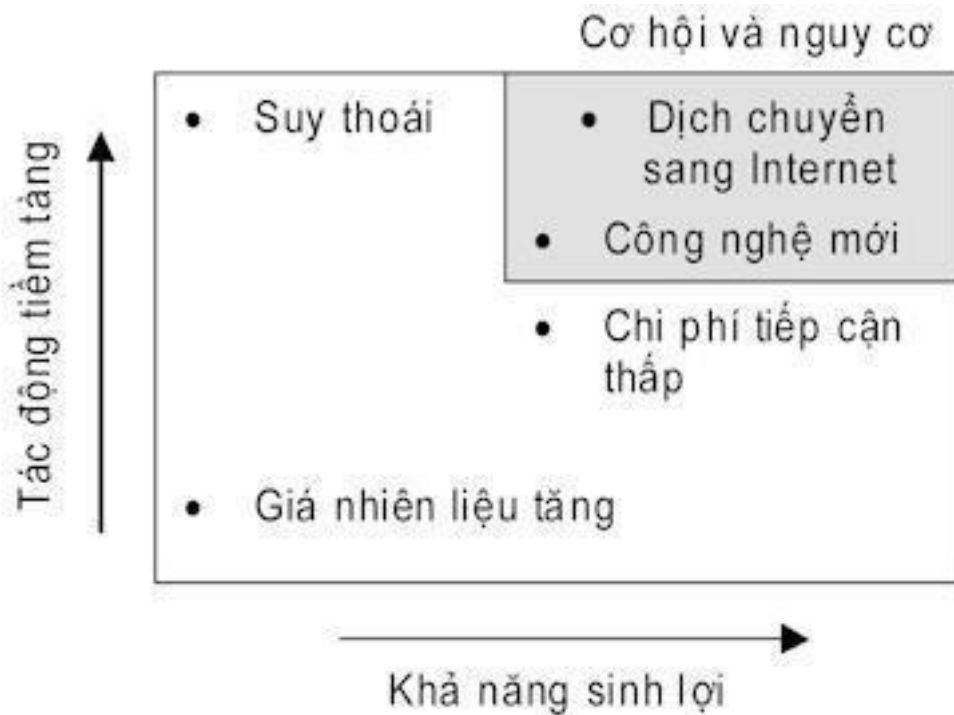 Cơ hội và nguy cơ
• Suy thoái
• Dịch chuyển
sang Internet
• Công nghệ mới
• Chi phí tiếp cận
thấp
• Giá nhiên liệu tăng
Tác động tiềm tàng
Khả năng sinh lợi